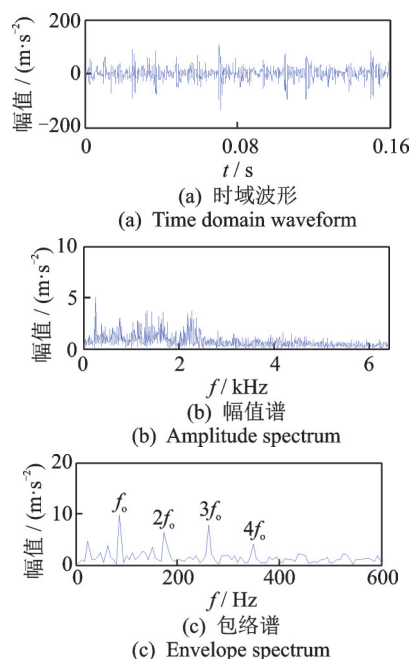 200
0
−200
幅值 / (m·s⁻²)
0
0.08
0.16
t / s
(a) 时域波形
(a) Time domain waveform
10
5
0
幅值 / (m·s⁻²)
0
2
4
6
f / kHz
(b) 幅值谱
(b) Amplitude spectrum
20
10
0
幅值 / (m·s⁻²)
fₒ
2fₒ
3fₒ
4fₒ
0
200
400
600
f / Hz
(c) 包络谱
(c) Envelope spectrum